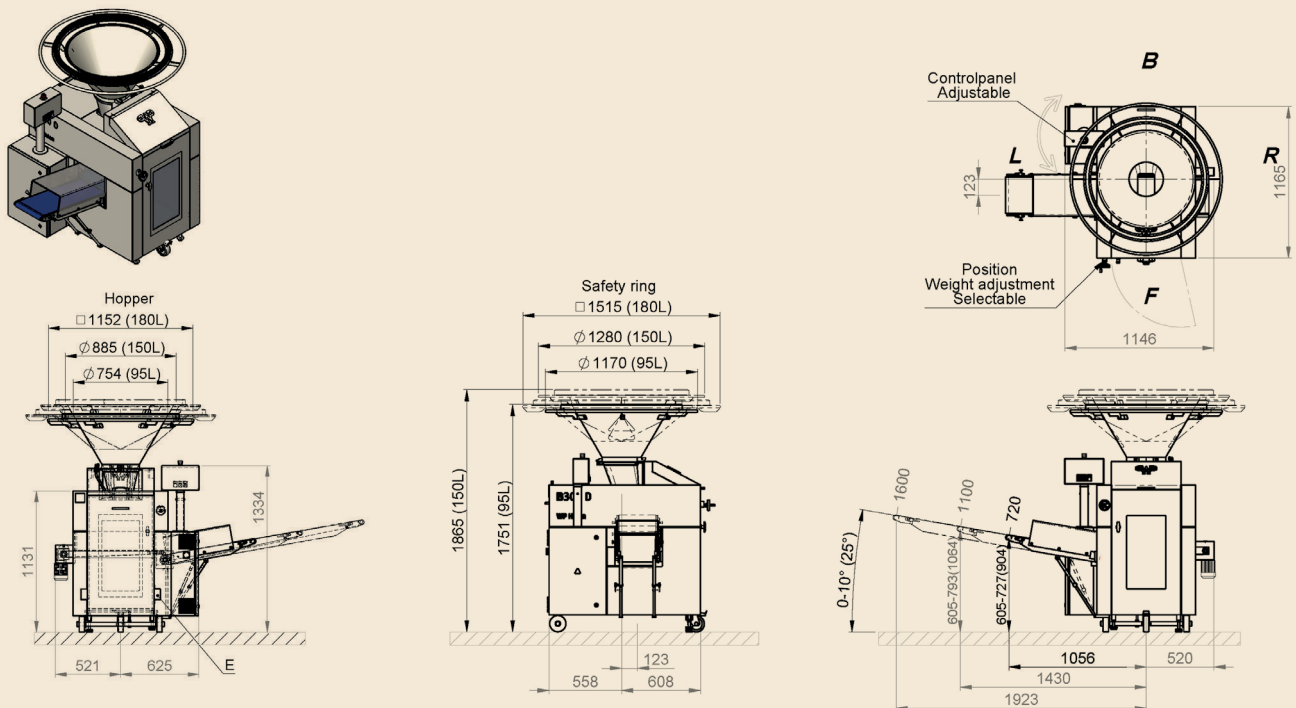 B
Controlpanel
Adjustable
L
R
123
1165
Position
Weight adjustment
Selectable
F
1146
Hopper
□1152 (180L)
∅885 (150L)
∅754 (95L)
1131
1334
521
625
E
Safety ring
□1515 (180L)
∅1280 (150L)
∅1170 (95L)
1865 (150L)
1751 (95L)
123
558
608
1600
1100
720
0-10° (25°)
605-793(1064)
605-727(904)
1056
520
1430
1923